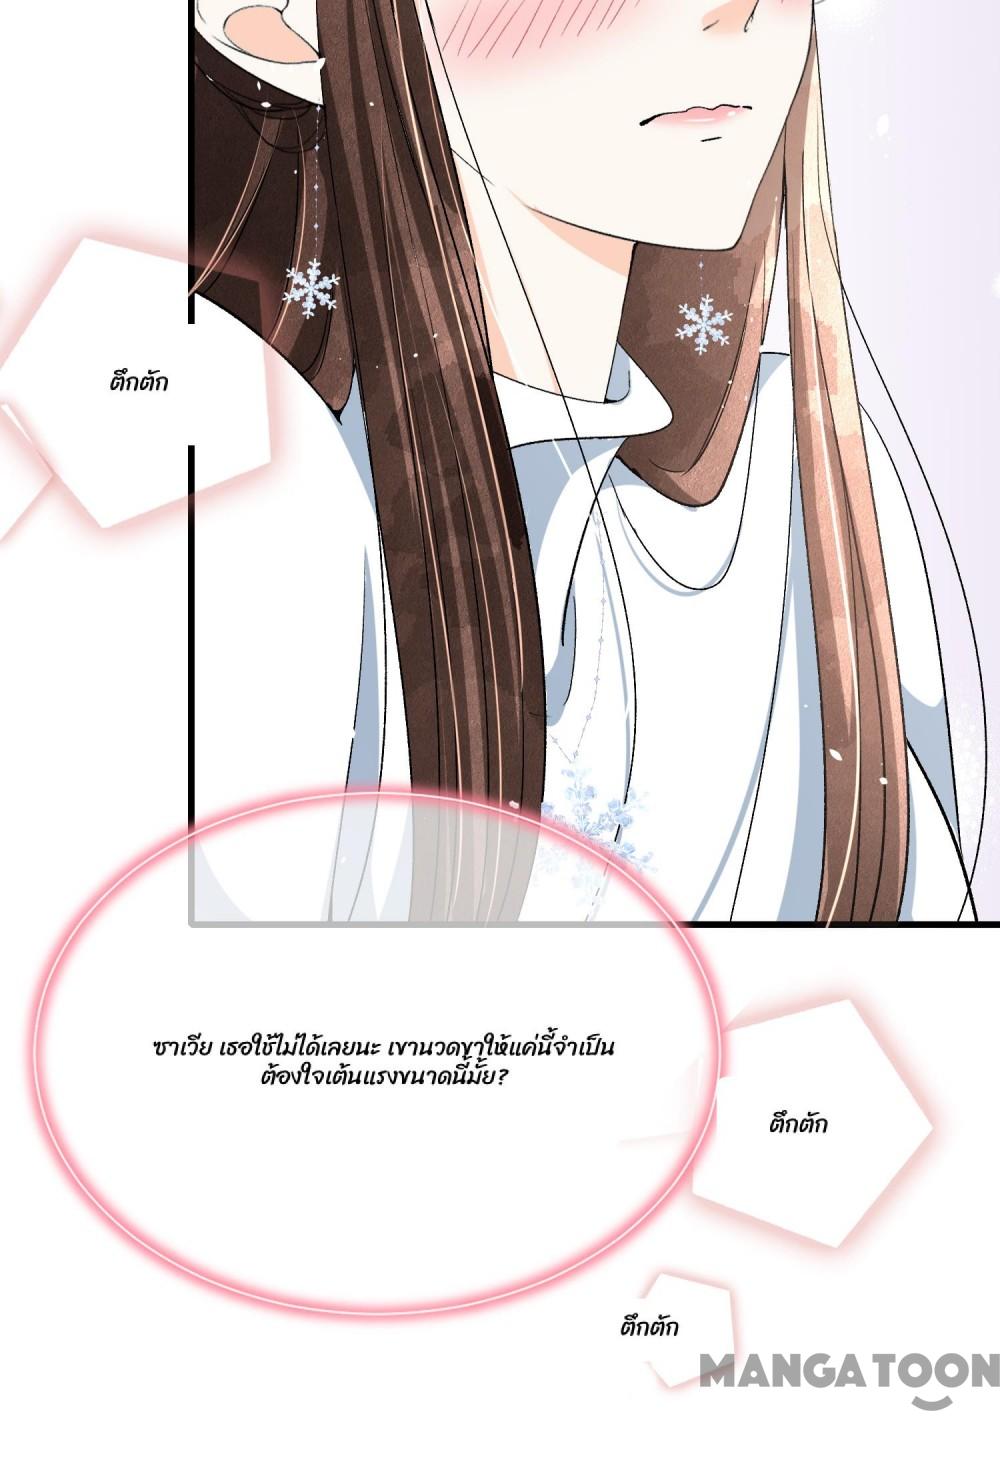 ตึกตัก
ซาเวีย เธอใช้ไม่ได้เลยนะ เขานวดขาให้แค่นี้จำเป็น
ต้องใจเต้นแรงขนาดนี้มั้ย?
ตึกตัก
ตึกตัก
MANGATOON